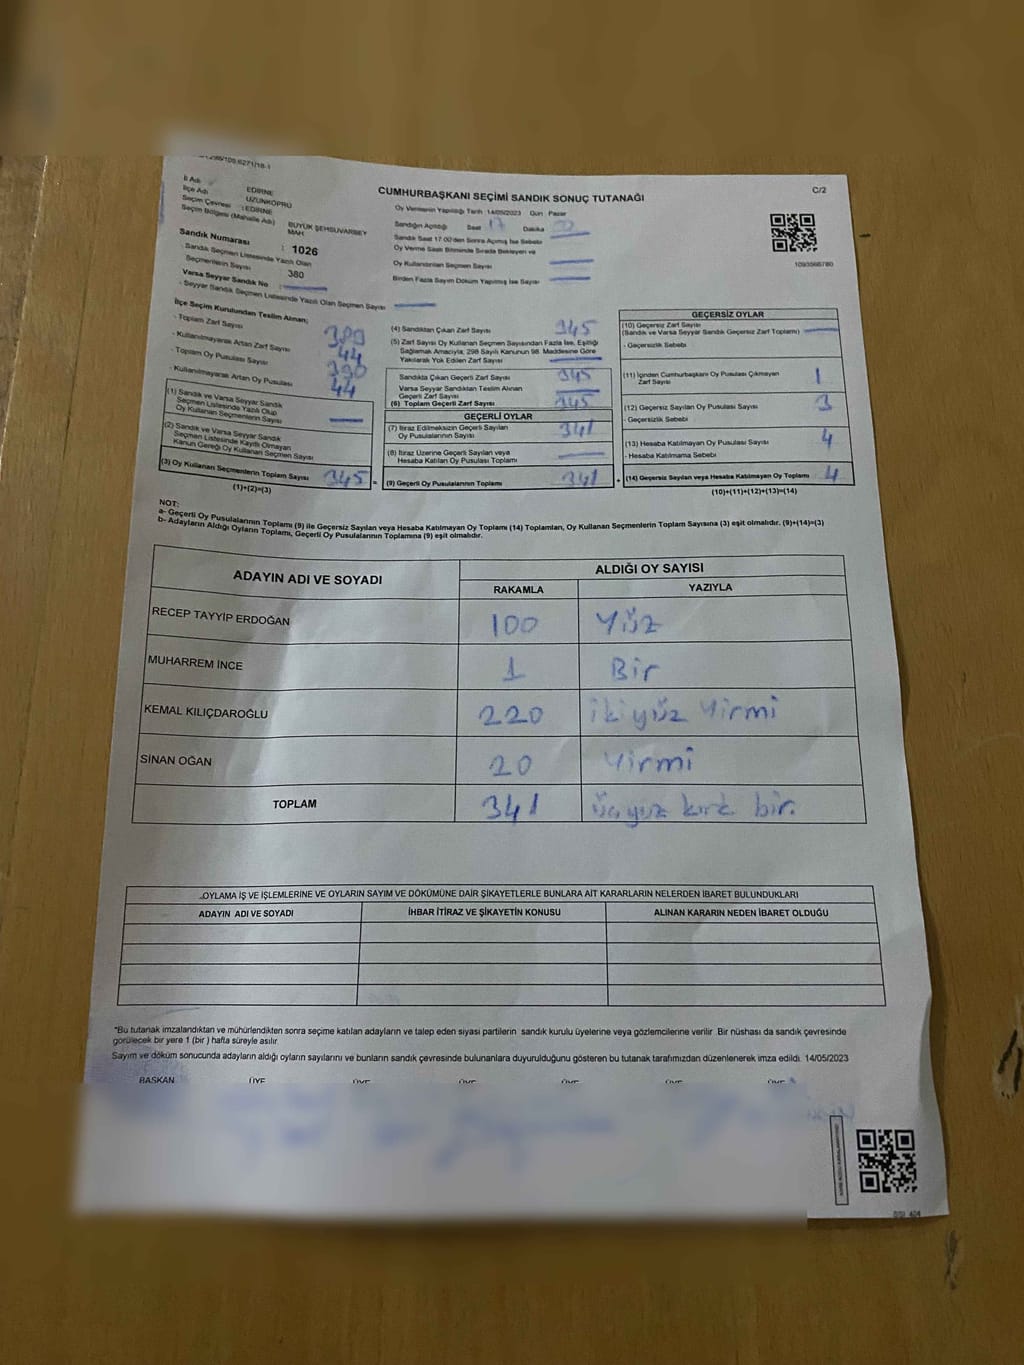 CUMHURBAŞKANI SEÇİMİ SANDIK SONUÇ TUTANAĞI
C/2
İl Adı EDİRNE
İlçe Adı UZUNKÖPRÜ
Seçim Çevresi : EDİRNE
Seçim Bölgesi (Mahalle Adı) BÜYÜK ŞEHSUVARBEY MAH.
Sandık Numarası : 1026
Sandık Seçmen Listesinde Yazılı Olan
Seçmenlerin Sayısı 380
Varsa Seyyar Sandık No :
- Seyyar Sandık Seçmen Listesinde Yazılı Olan Seçmen Sayısı
Oy Vermenin Yapıldığı Tarih 14/05/2023 Gün Pazar
Sandığın Açıldığı Saat 17 Dakika
Sandık Saat 17.00'den Sonra Açılmış İse Sebebi
Oy Verme Saati Bitiminde Sırada Bekleyen ve
Oy Kullandırılan Seçmen Sayısı
Birden Fazla Sayım Döküm Yapılmış İse Sayısı
1093566780
İlçe Seçim Kurulundan Teslim Alınan;
- Toplam Zarf Sayısı
- Kullanılmayarak Artan Zarf Sayısı 44
- Toplam Oy Pusulası Sayısı
- Kullanılmayarak Artan Oy Pusulası 44
(1) Sandık ve Varsa Seyyar Sandık
Seçmen Listesinde Yazılı Olup
Oy Kullanan Seçmenlerin Sayısı
(2) Sandık ve Varsa Seyyar Sandık
Seçmen Listesinde Kayıtlı Olmayan
Kanun Gereği Oy Kullanan Seçmen Sayısı
(3) Oy Kullanan Seçmenlerin Toplam Sayısı 345 =
(1)+(2)=(3)
(4) Sandıktan Çıkan Zarf Sayısı 345
(5) Zarf Sayısı Oy Kullanan Seçmen Sayısından Fazla İse, Eşitliği
Sağlamak Amacıyla, 298 Sayılı Kanunun 98. Maddesine Göre
Yakılarak Yok Edilen Zarf Sayısı
Sandıkta Çıkan Geçerli Zarf Sayısı 345
Varsa Seyyar Sandıktan Teslim Alınan
Geçerli Zarf Sayısı
(6) Toplam Geçerli Zarf Sayısı 345
GEÇERLİ OYLAR
(7) İtiraz Edilmeksizin Geçerli Sayılan
Oy Pusulalarının Sayısı 341
(8) İtiraz Üzerine Geçerli Sayılan veya
Hesaba Katılan Oy Pusulası Toplamı
(9) Geçerli Oy Pusulalarının Toplamı 341 +
GEÇERSİZ OYLAR
(10) Geçersiz Zarf Sayısı
(Sandık ve Varsa Seyyar Sandık Geçersiz Zarf Toplamı)
- Geçersizlik Sebebi
(11) İçinden Cumhurbaşkanı Oy Pusulası Çıkmayan
Zarf Sayısı 1
(12) Geçersiz Sayılan Oy Pusulası Sayısı 3
- Geçersizlik Sebebi
(13) Hesaba Katılmayan Oy Pusulası Sayısı 4
- Hesaba Katılmama Sebebi
(14) Geçersiz Sayılan veya Hesaba Katılmayan Oy Toplamı 4
(10)+(11)+(12)+(13)=(14)
NOT:
a- Geçerli Oy Pusulalarının Toplamı (9) ile Geçersiz Sayılan veya Hesaba Katılmayan Oy Toplamı (14) Toplamları, Oy Kullanan Seçmenlerin Toplam Sayısına (3) eşit olmalıdır. (9)+(14)=(3)
b- Adayların Aldığı Oyların Toplamı, Geçerli Oy Pusulalarının Toplamına (9) eşit olmalıdır.
ADAYIN ADI VE SOYADI ALDIĞI OY SAYISI
RAKAMLA YAZIYLA
RECEP TAYYİP ERDOĞAN 100 Yüz
MUHARREM İNCE 1 Bir
KEMAL KILIÇDAROĞLU 220 ikiyüz Yirmi
SİNAN OĞAN 20 Yirmi
TOPLAM 341 üçyüz kırk bir.
OYLAMA İŞ VE İŞLEMLERİNE VE OYLARIN SAYIM VE DÖKÜMÜNE DAİR ŞİKAYETLERLE BUNLARA AİT KARARLARIN NELERDEN İBARET BULUNDUKLARI
ADAYIN ADI VE SOYADI İHBAR İTİRAZ VE ŞİKAYETİN KONUSU ALINAN KARARIN NEDEN İBARET OLDUĞU
*Bu tutanak imzalandıktan ve mühürlendikten sonra seçime katılan adayların ve talep eden siyasi partilerin sandık kurulu üyelerine veya gözlemcilerine verilir. Bir nüshası da sandık çevresinde
görülecek bir yere 1 (bir) hafta süreyle asılır.
Sayım ve döküm sonucunda adayların aldığı oyların sayılarını ve bunların sandık çevresinde bulunanlara duyurulduğunu gösteren bu tutanak tarafımızdan düzenlenerek imza edildi. 14/05/2023
BAŞKAN ÜYE ÜYE ÜYE ÜYE ÜYE ÜYE